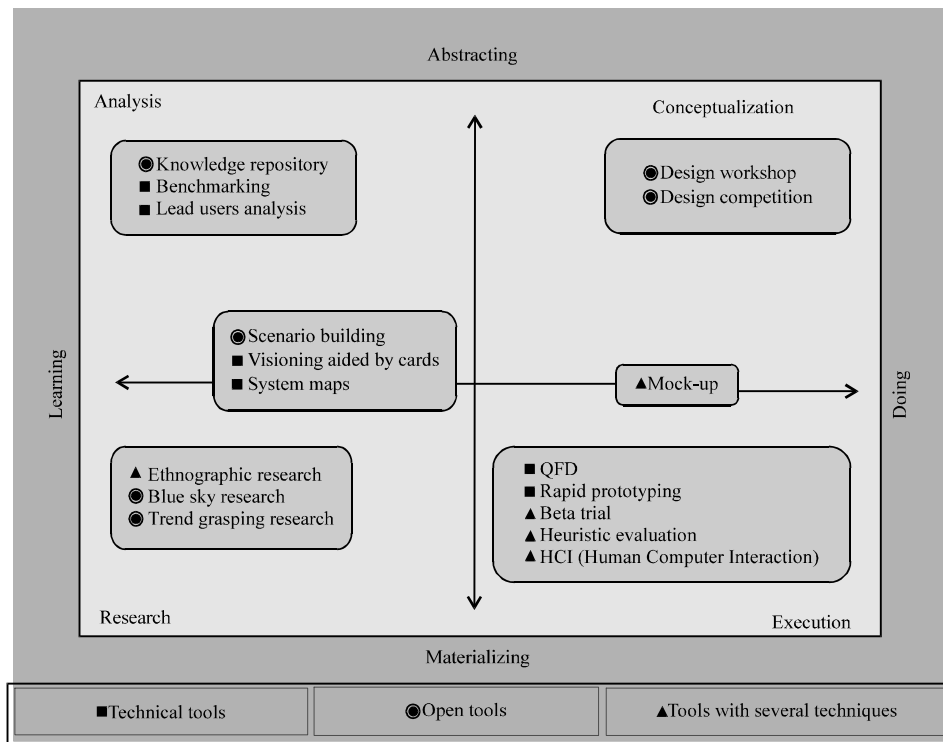 Abstracting
Analysis
Conceptualization
Knowledge repository
Benchmarking
Lead users analysis
Design workshop
Design competition
Scenario building
Visioning aided by cards
System maps
Learning
Mock-up
Doing
Ethnographic research
Blue sky research
Trend grasping research
QFD
Rapid prototyping
Beta trial
Heuristic evaluation
HCI (Human Computer Interaction)
Research
Execution
Materializing
Technical tools
Open tools
Tools with several techniques